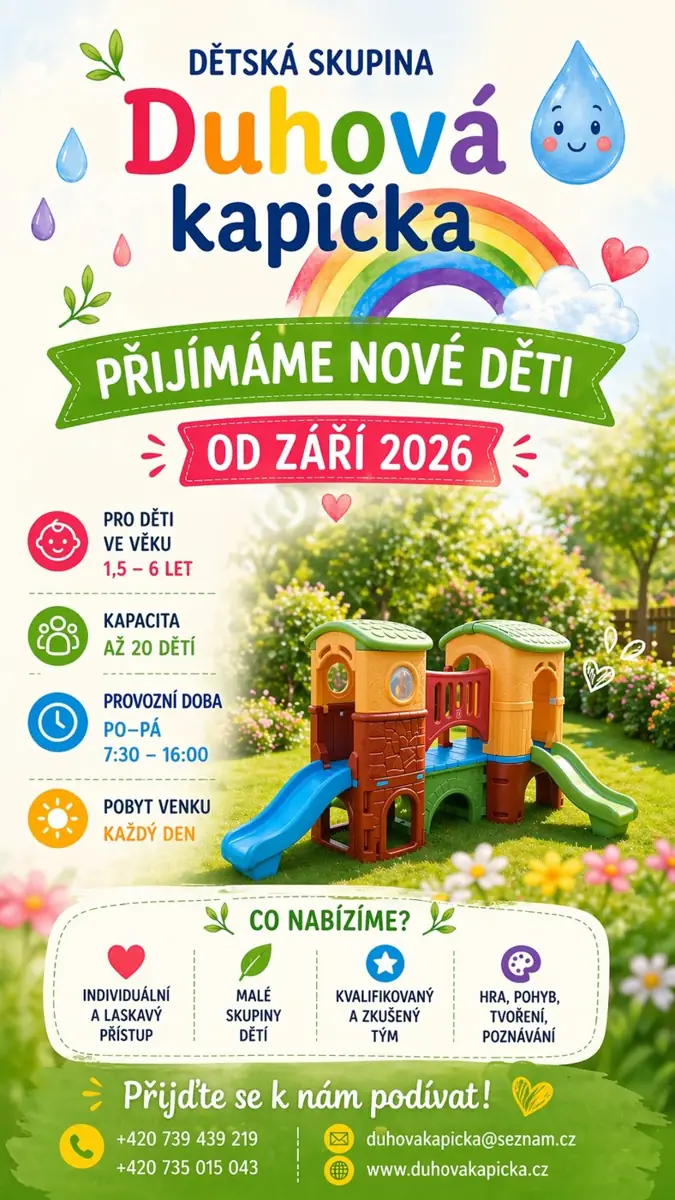 DĚTSKÁ SKUPINA
Duhová
kapička
PŘIJÍMÁME NOVÉ DĚTI
OD ZÁŘÍ 2026
PRO DĚTI
VE VĚKU
1,5 – 6 LET
KAPACITA
AŽ 20 DĚTÍ
PROVOZNÍ DOBA
PO–PÁ
7:30 – 16:00
POBYT VENKU
KAŽDÝ DEN
CO NABÍZÍME?
INDIVIDUÁLNÍ
A LASKAVÝ
PŘÍSTUP
MALÉ
SKUPINY
DĚTÍ
KVALIFIKOVANÝ
A ZKUŠENÝ
TÝM
HRA, POHYB,
TVOŘENÍ,
POZNÁVÁNÍ
Přijďte se k nám podívat!
+420 739 439 219
+420 735 015 043
duhovakapicka@seznam.cz
www.duhovakapicka.cz